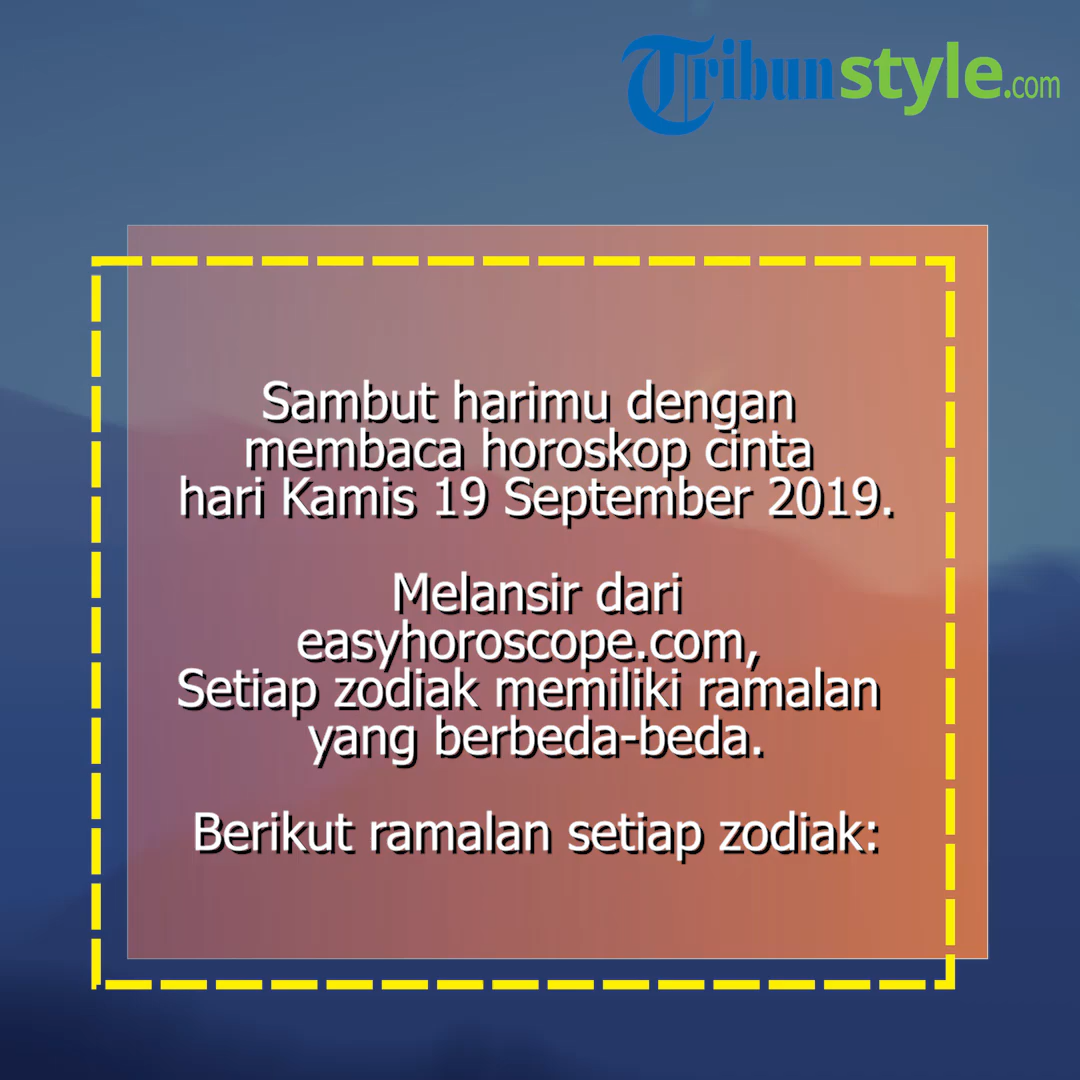 Tribunstyle.com
Sambut harimu dengan
membaca horoskop cinta
hari Kamis 19 September 2019.
Melansir dari
easyhoroscope.com,
Setiap zodiak memiliki ramalan
yang berbeda-beda.
Berikut ramalan setiap zodiak: